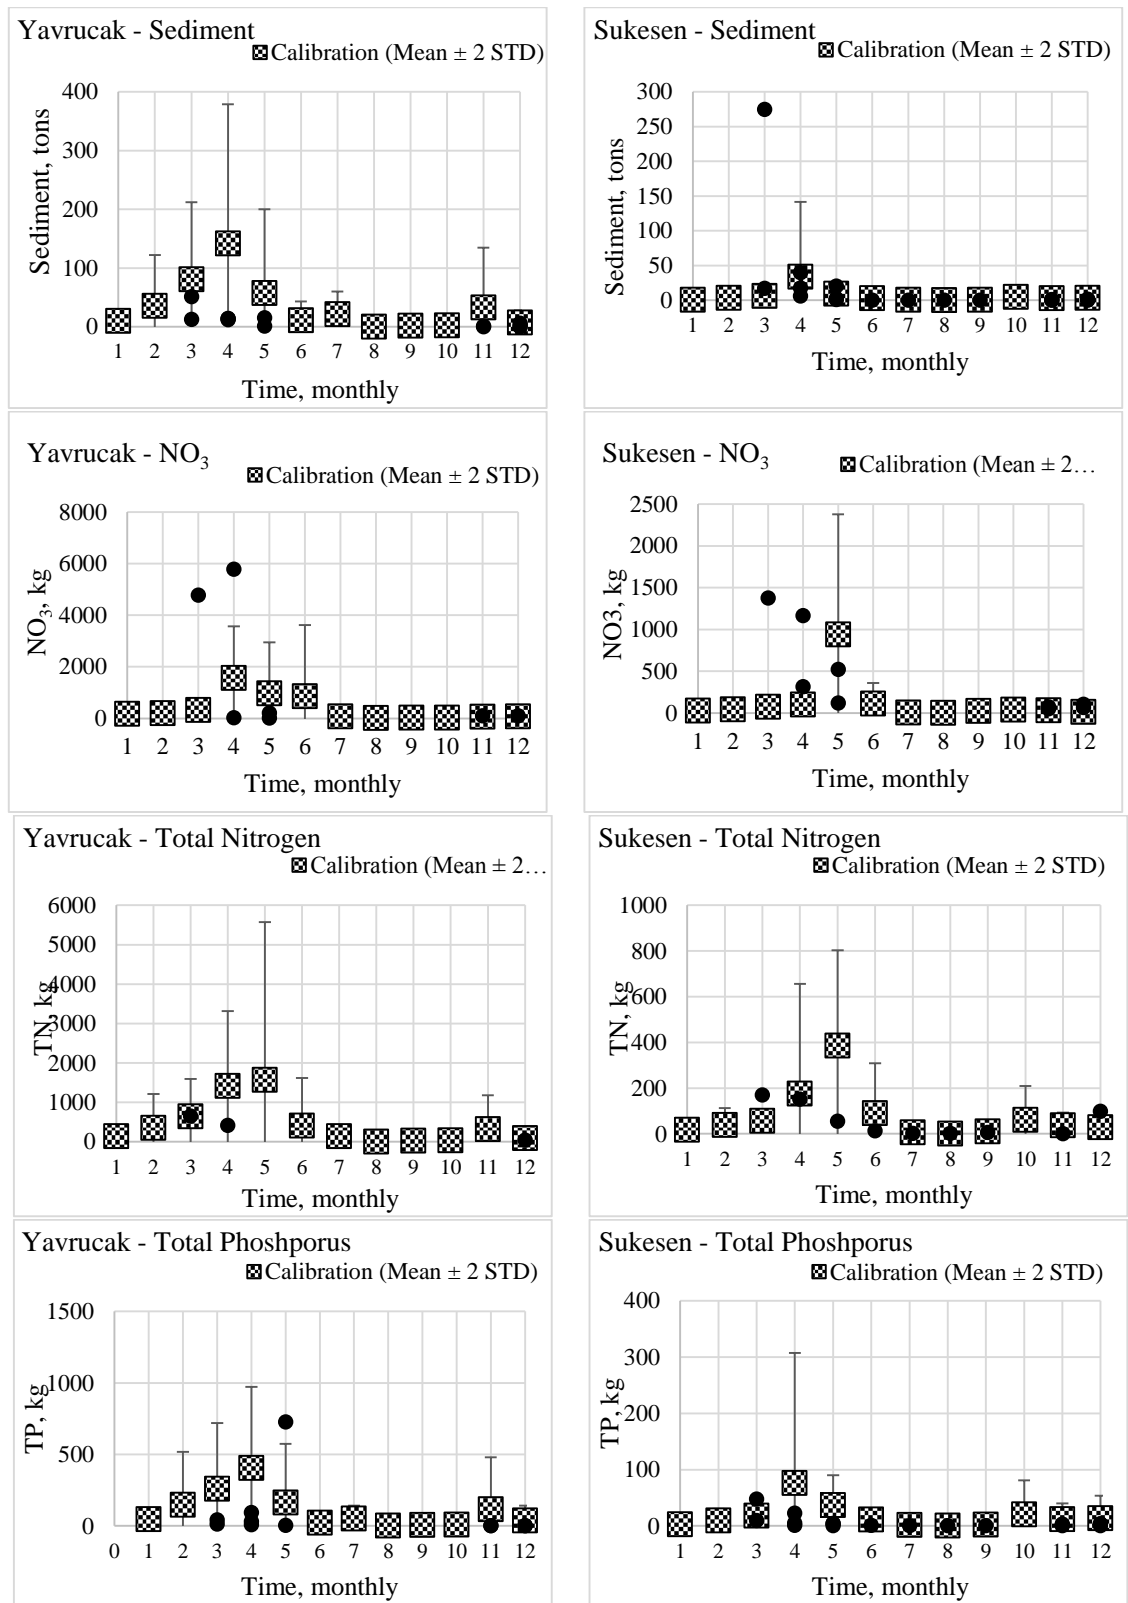 Yavrucak - Sediment
Calibration (Mean ± 2 STD)
Sediment, tons
400
300
200
100
0
1 2 3 4 5 6 7 8 9 10 11 12
Time, monthly
Sukesen - Sediment
Calibration (Mean ± 2 STD)
Sediment, tons
300
250
200
150
100
50
0
1 2 3 4 5 6 7 8 9 10 11 12
Time, monthly
Yavrucak - NO₃
Calibration (Mean ± 2 STD)
NO₃, kg
8000
6000
4000
2000
0
1 2 3 4 5 6 7 8 9 10 11 12
Time, monthly
Sukesen - NO₃
Calibration (Mean ± 2…
NO3, kg
2500
2000
1500
1000
500
0
1 2 3 4 5 6 7 8 9 10 11 12
Time, monthly
Yavrucak - Total Nitrogen
Calibration (Mean ± 2…
TN, kg
6000
5000
4000
3000
2000
1000
0
1 2 3 4 5 6 7 8 9 10 11 12
Time, monthly
Sukesen - Total Nitrogen
Calibration (Mean ± 2 STD)
TN, kg
1000
800
600
400
200
0
1 2 3 4 5 6 7 8 9 10 11 12
Time, monthly
Yavrucak - Total Phoshporus
Calibration (Mean ± 2 STD)
TP, kg
1500
1000
500
0
0 1 2 3 4 5 6 7 8 9 10 11 12
Time, monthly
Sukesen - Total Phoshporus
Calibration (Mean ± 2 STD)
TP, kg
400
300
200
100
0
1 2 3 4 5 6 7 8 9 10 11 12
Time, monthly